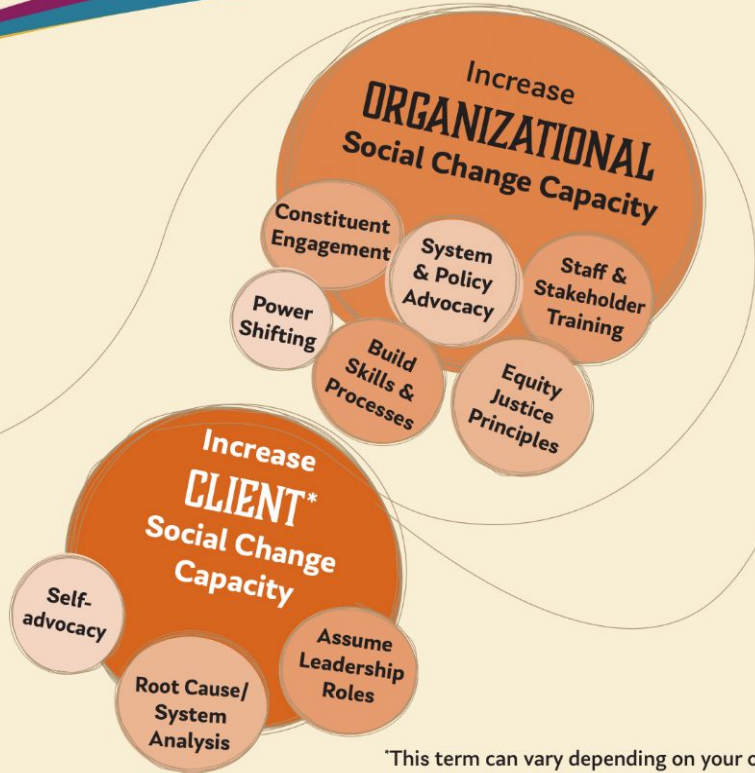 Increase
ORGANIZATIONAL
Social Change Capacity
Constituent
Engagement
System
& Policy
Advocacy
Staff &
Stakeholder
Training
Power
Shifting
Build
Skills &
Processes
Equity
Justice
Principles
Increase
CLIENT*
Social Change
Capacity
Self-
advocacy
Root Cause/
System
Analysis
Assume
Leadership
Roles
*This term can vary depending on your